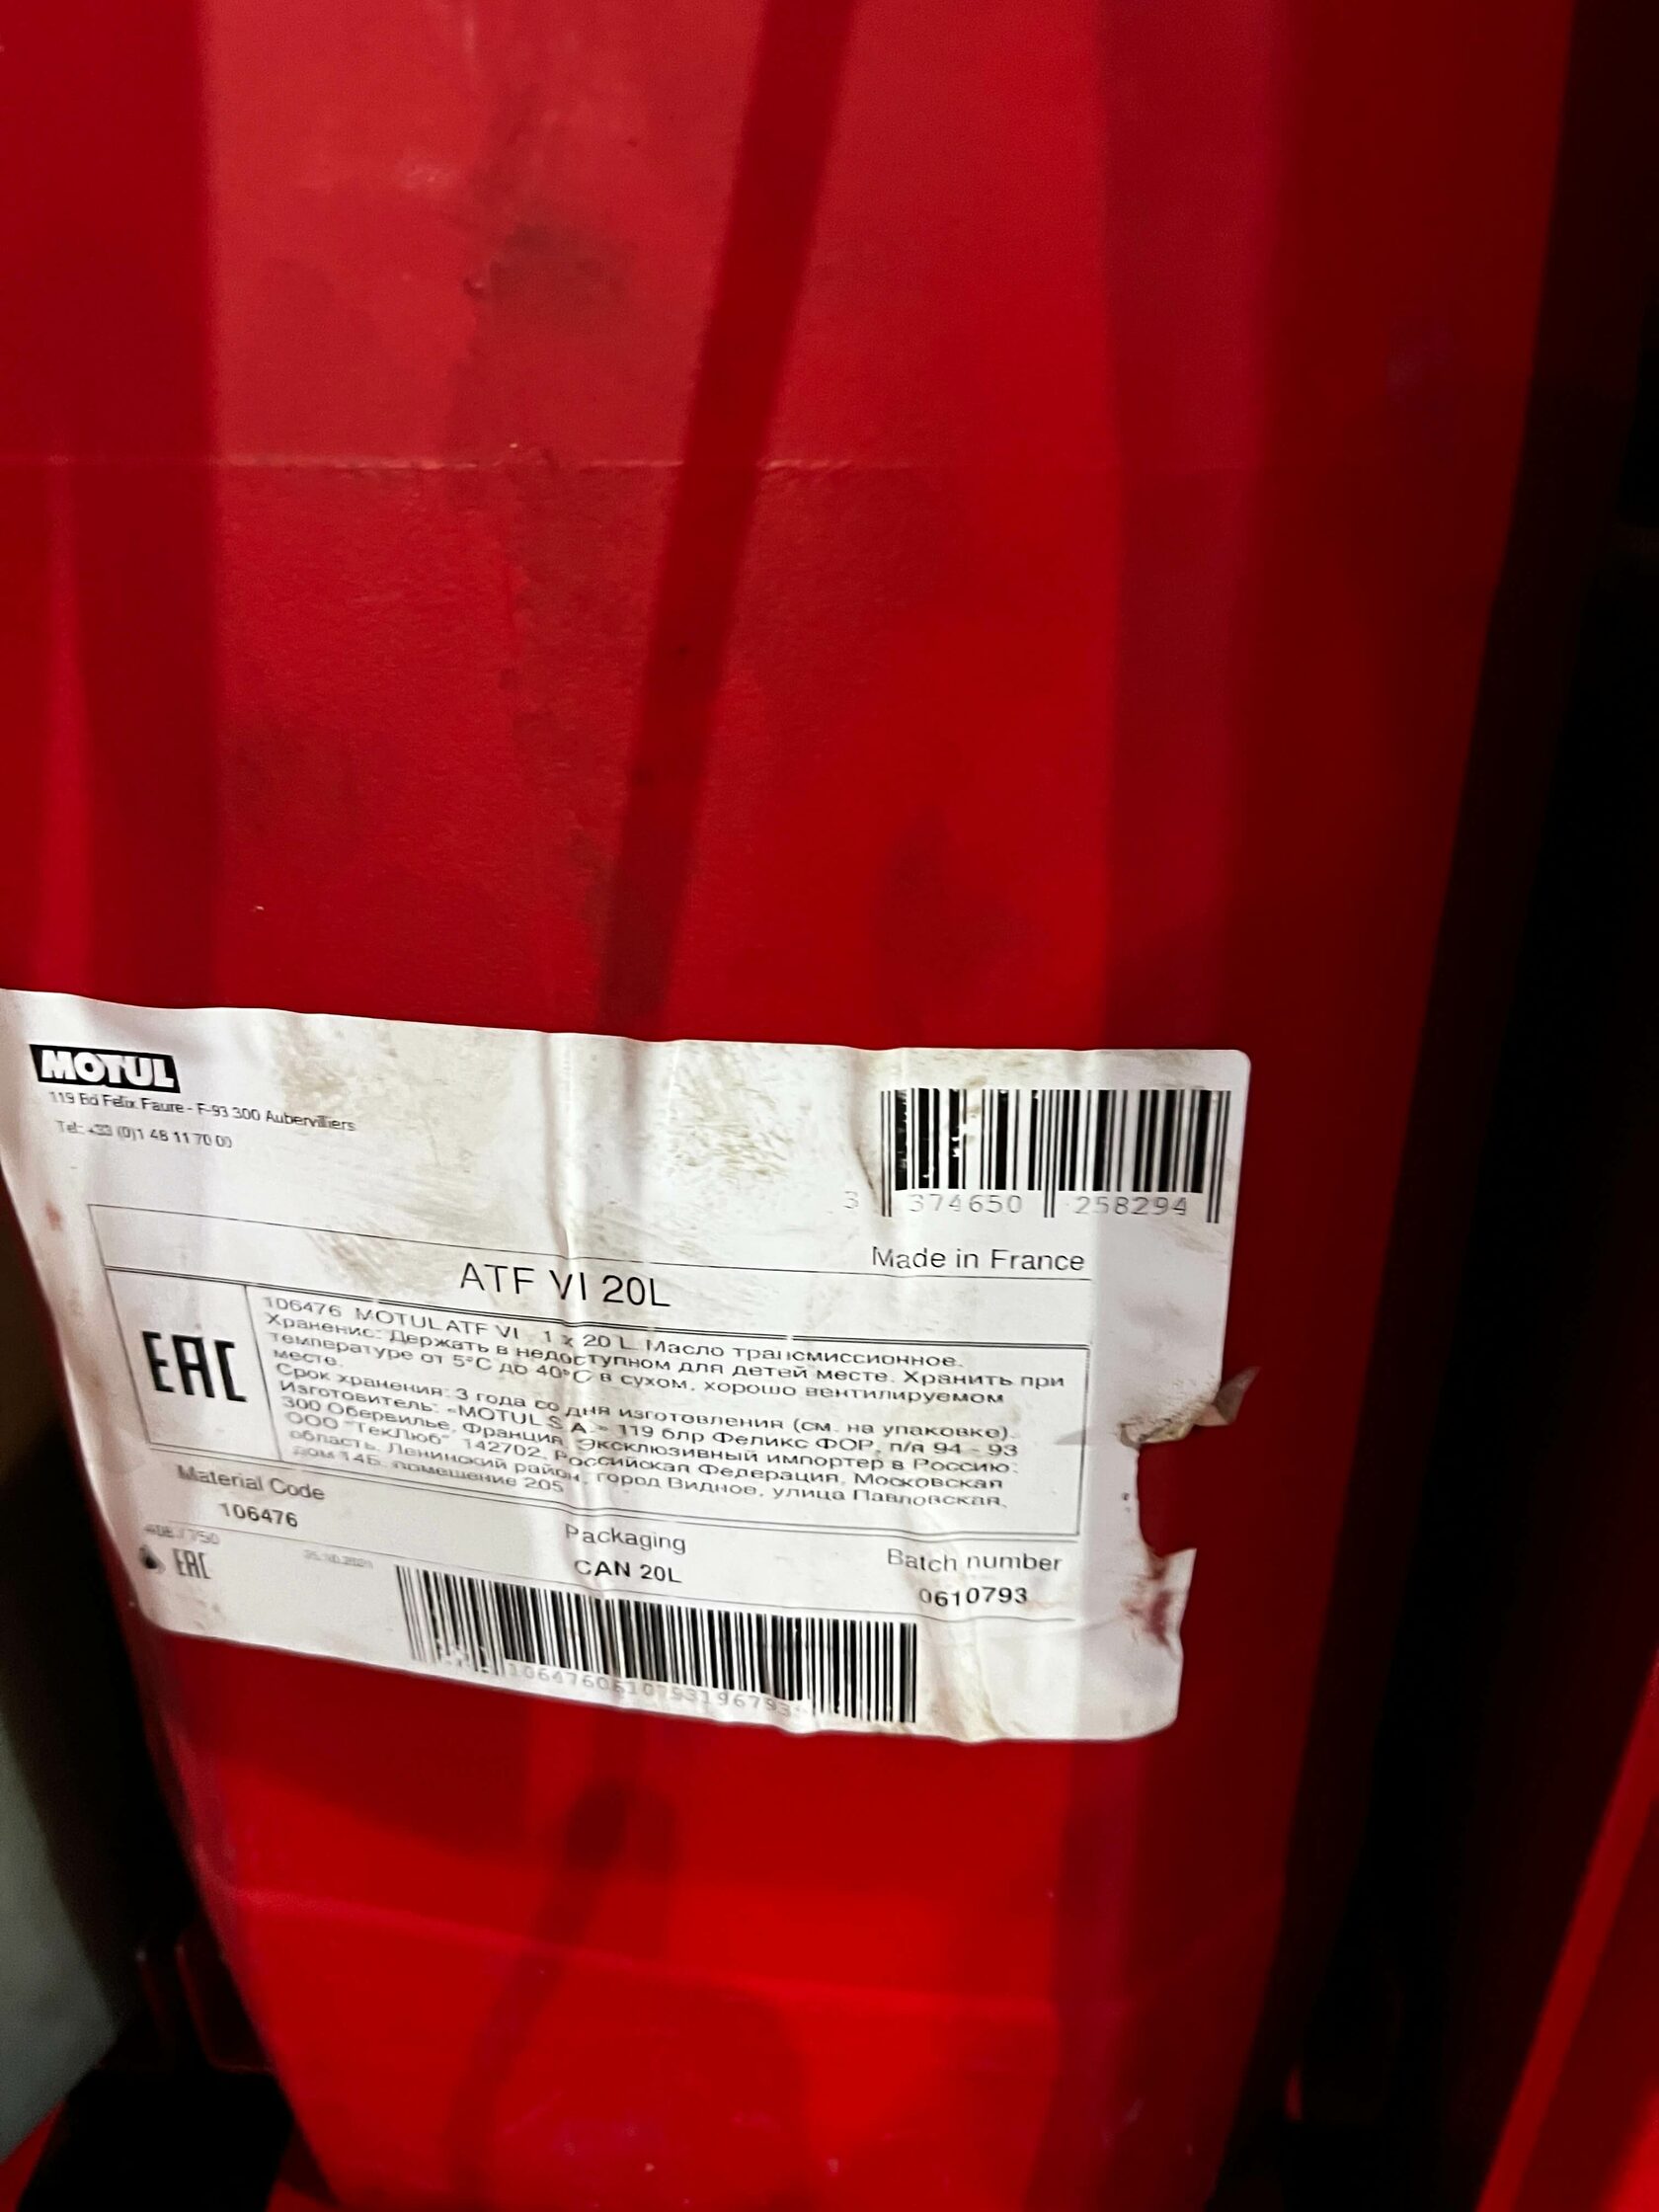 MOTUL
119 Bd Felix Faure - F-93 300 Aubervilliers
Tel: +33 (0)1 48 11 70 00
3 374650 258294
Made in France
ATF VI 20L
EAC
106476 MOTUL ATF VI 1 x 20 L Масло трансмиссионное.
Хранение: Держать в недоступном для детей месте. Хранить при
температуре от 5°C до 40°C в сухом, хорошо вентилируемом
месте.
Срок хранения: 3 года со дня изготовления (см. на упаковке).
Изготовитель: «MOTUL S.A.» 119 блр Феликс ФОР, п/я 94 - 93
300 Обервилье, Франция. Эксклюзивный импортер в Россию:
ООО "ТекЛюб" 142702, Российская Федерация, Московская
область, Ленинский район, город Видное, улица Павловская,
дом 14Б, помещение 205
Material Code
106476
Packaging
CAN 20L
Batch number
0610793
EAC
25.10.2021